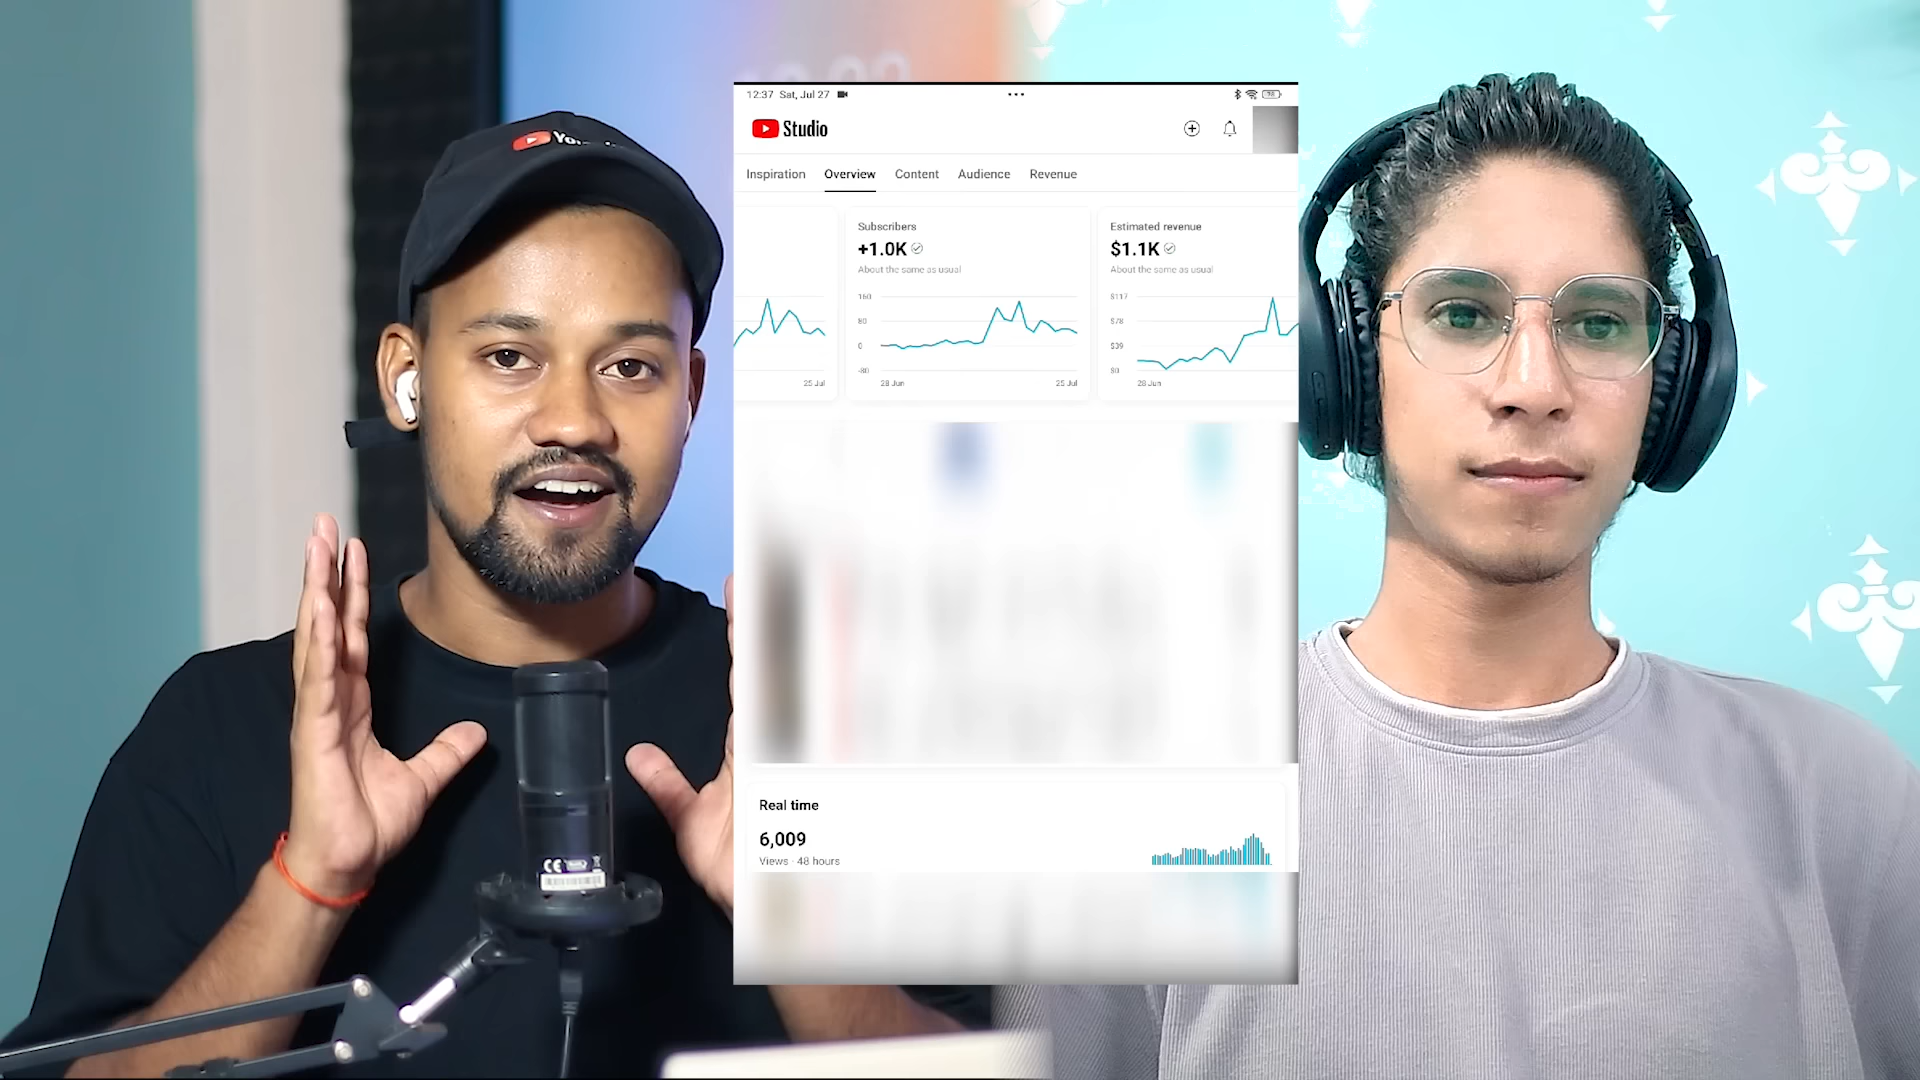 12:37 Sat, Jul 27
Studio
Inspiration Overview Content Audience Revenue
Subscribers
+1.0K
About the same as usual
160
80
0
-80
28 Jun 25 Jul
25 Jul
Estimated revenue
$1.1K
About the same as usual
$117
$78
$39
$0
28 Jun
Real time
6,009
Views · 48 hours
CE